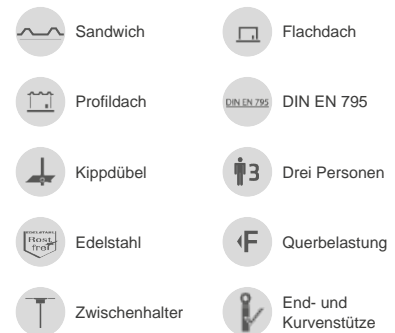 Sandwich
Flachdach
Profildach
DIN EN 795
DIN EN 795
Kippdübel
3
Drei Personen
EDELSTAHL
Rost
frei
Edelstahl
F
Querbelastung
Zwischenhalter
End- und
Kurvenstütze